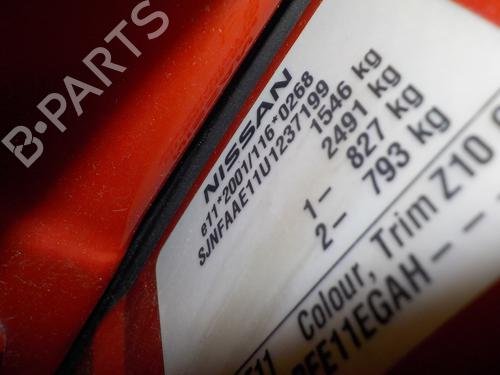 B-PARTS
NISSAN
e11*2001/116*0268
SJNFAAE11U1237199
1546 kg
2491 kg
1- 827 kg
2- 793 kg
Colour, Trim Z10